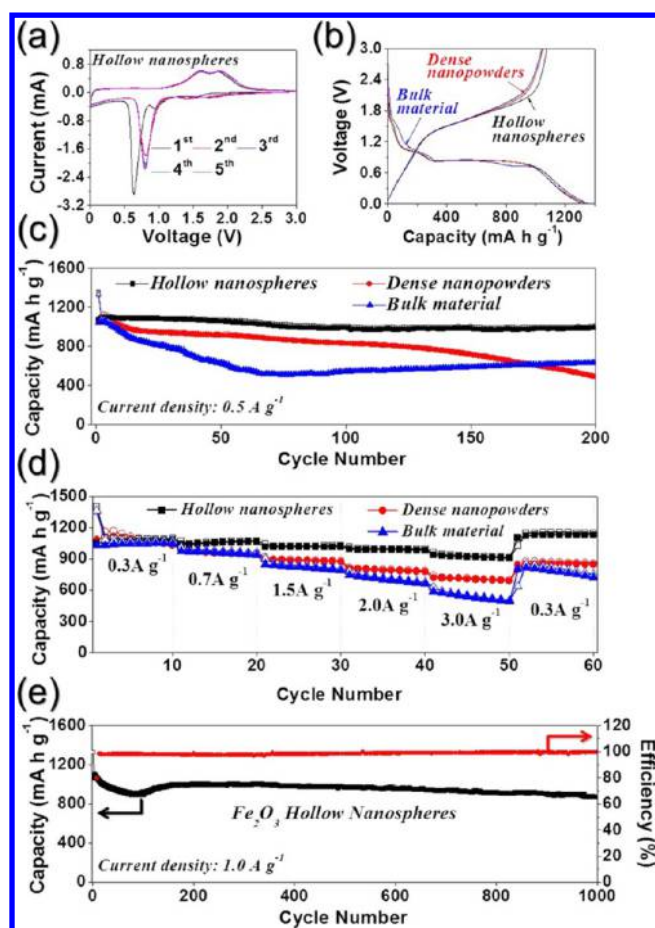 (a)
Hollow nanospheres
0.8
0.0
-0.8
-1.6
-2.4
-3.2
Current (mA)
1st 2nd 3rd
4th 5th
0.0 0.6 1.2 1.8 2.4 3.0
Voltage (V)
(b)
3.0
2.4
1.8
1.2
0.6
0.0
Voltage (V)
Dense
nanopowders
Bulk
material
Hollow
nanospheres
0 400 800 1200
Capacity (mA h g-1)
(c)
1600
1200
800
400
0
Capacity (mA h g-1)
Hollow nanospheres Dense nanopowders
Bulk material
Current density: 0.5 A g-1
0 50 100 150 200
Cycle Number
(d)
1500
1200
900
600
300
0
Capacity (mA h g-1)
Hollow nanospheres Dense nanopowders
Bulk material
0.3A g-1 0.7A g-1 1.5A g-1 2.0A g-1 3.0A g-1 0.3A g-1
10 20 30 40 50 60
Cycle Number
(e)
1600
1200
800
400
0
Capacity (mA h g-1)
Fe2O3 Hollow Nanospheres
Current density: 1.0 A g-1
120
100
80
60
40
20
0
Efficiency (%)
0 200 400 600 800 1000
Cycle Number